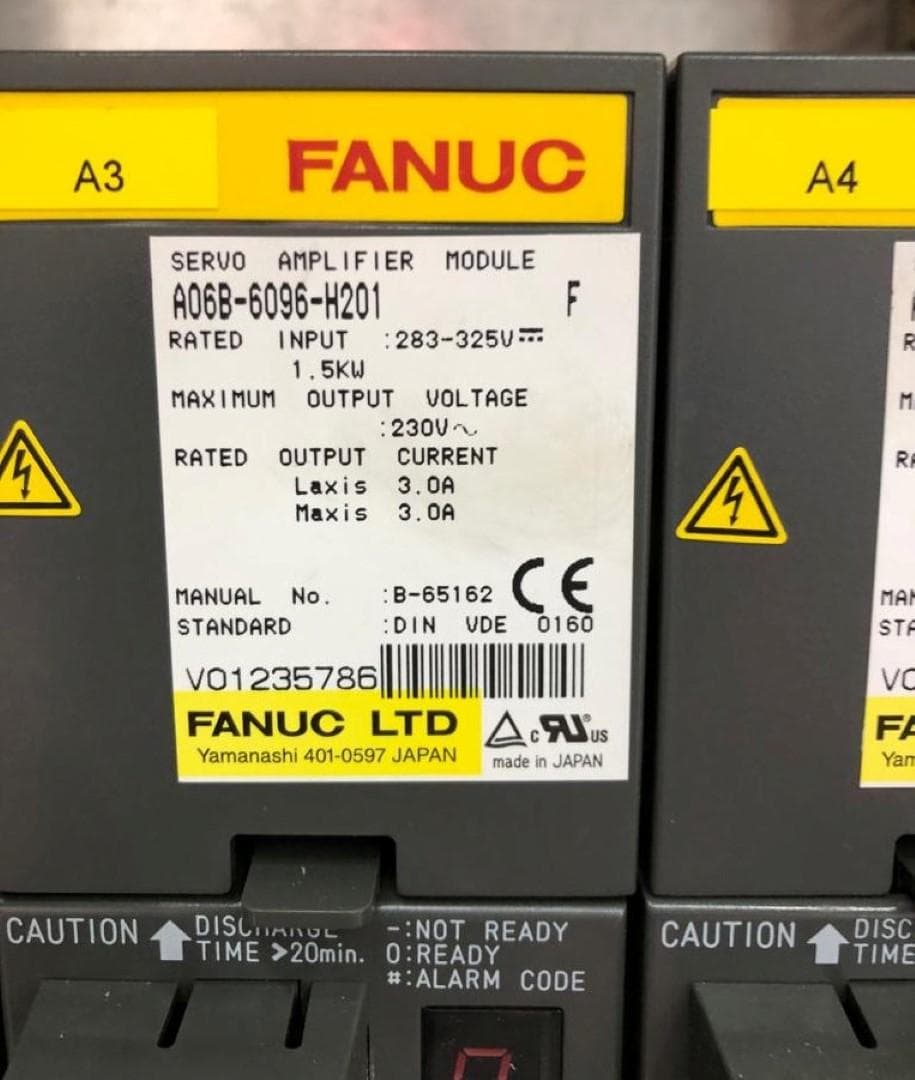 A3
FANUC
SERVO AMPLIFIER MODULE
A06B-6096-H201 F
RATED INPUT :283-325V⎓
1.5KW
MAXIMUM OUTPUT VOLTAGE
:230V∿
RATED OUTPUT CURRENT
Laxis 3.0A
Maxis 3.0A
MANUAL No. :B-65162
CE
STANDARD :DIN VDE 0160
V01235786
FANUC LTD
Yamanashi 401-0597 JAPAN
c RU® US
made in JAPAN
CAUTION
DISCHARGE
TIME >20min.
-:NOT READY
0:READY
#:ALARM CODE
A4
CAUTION
TIME